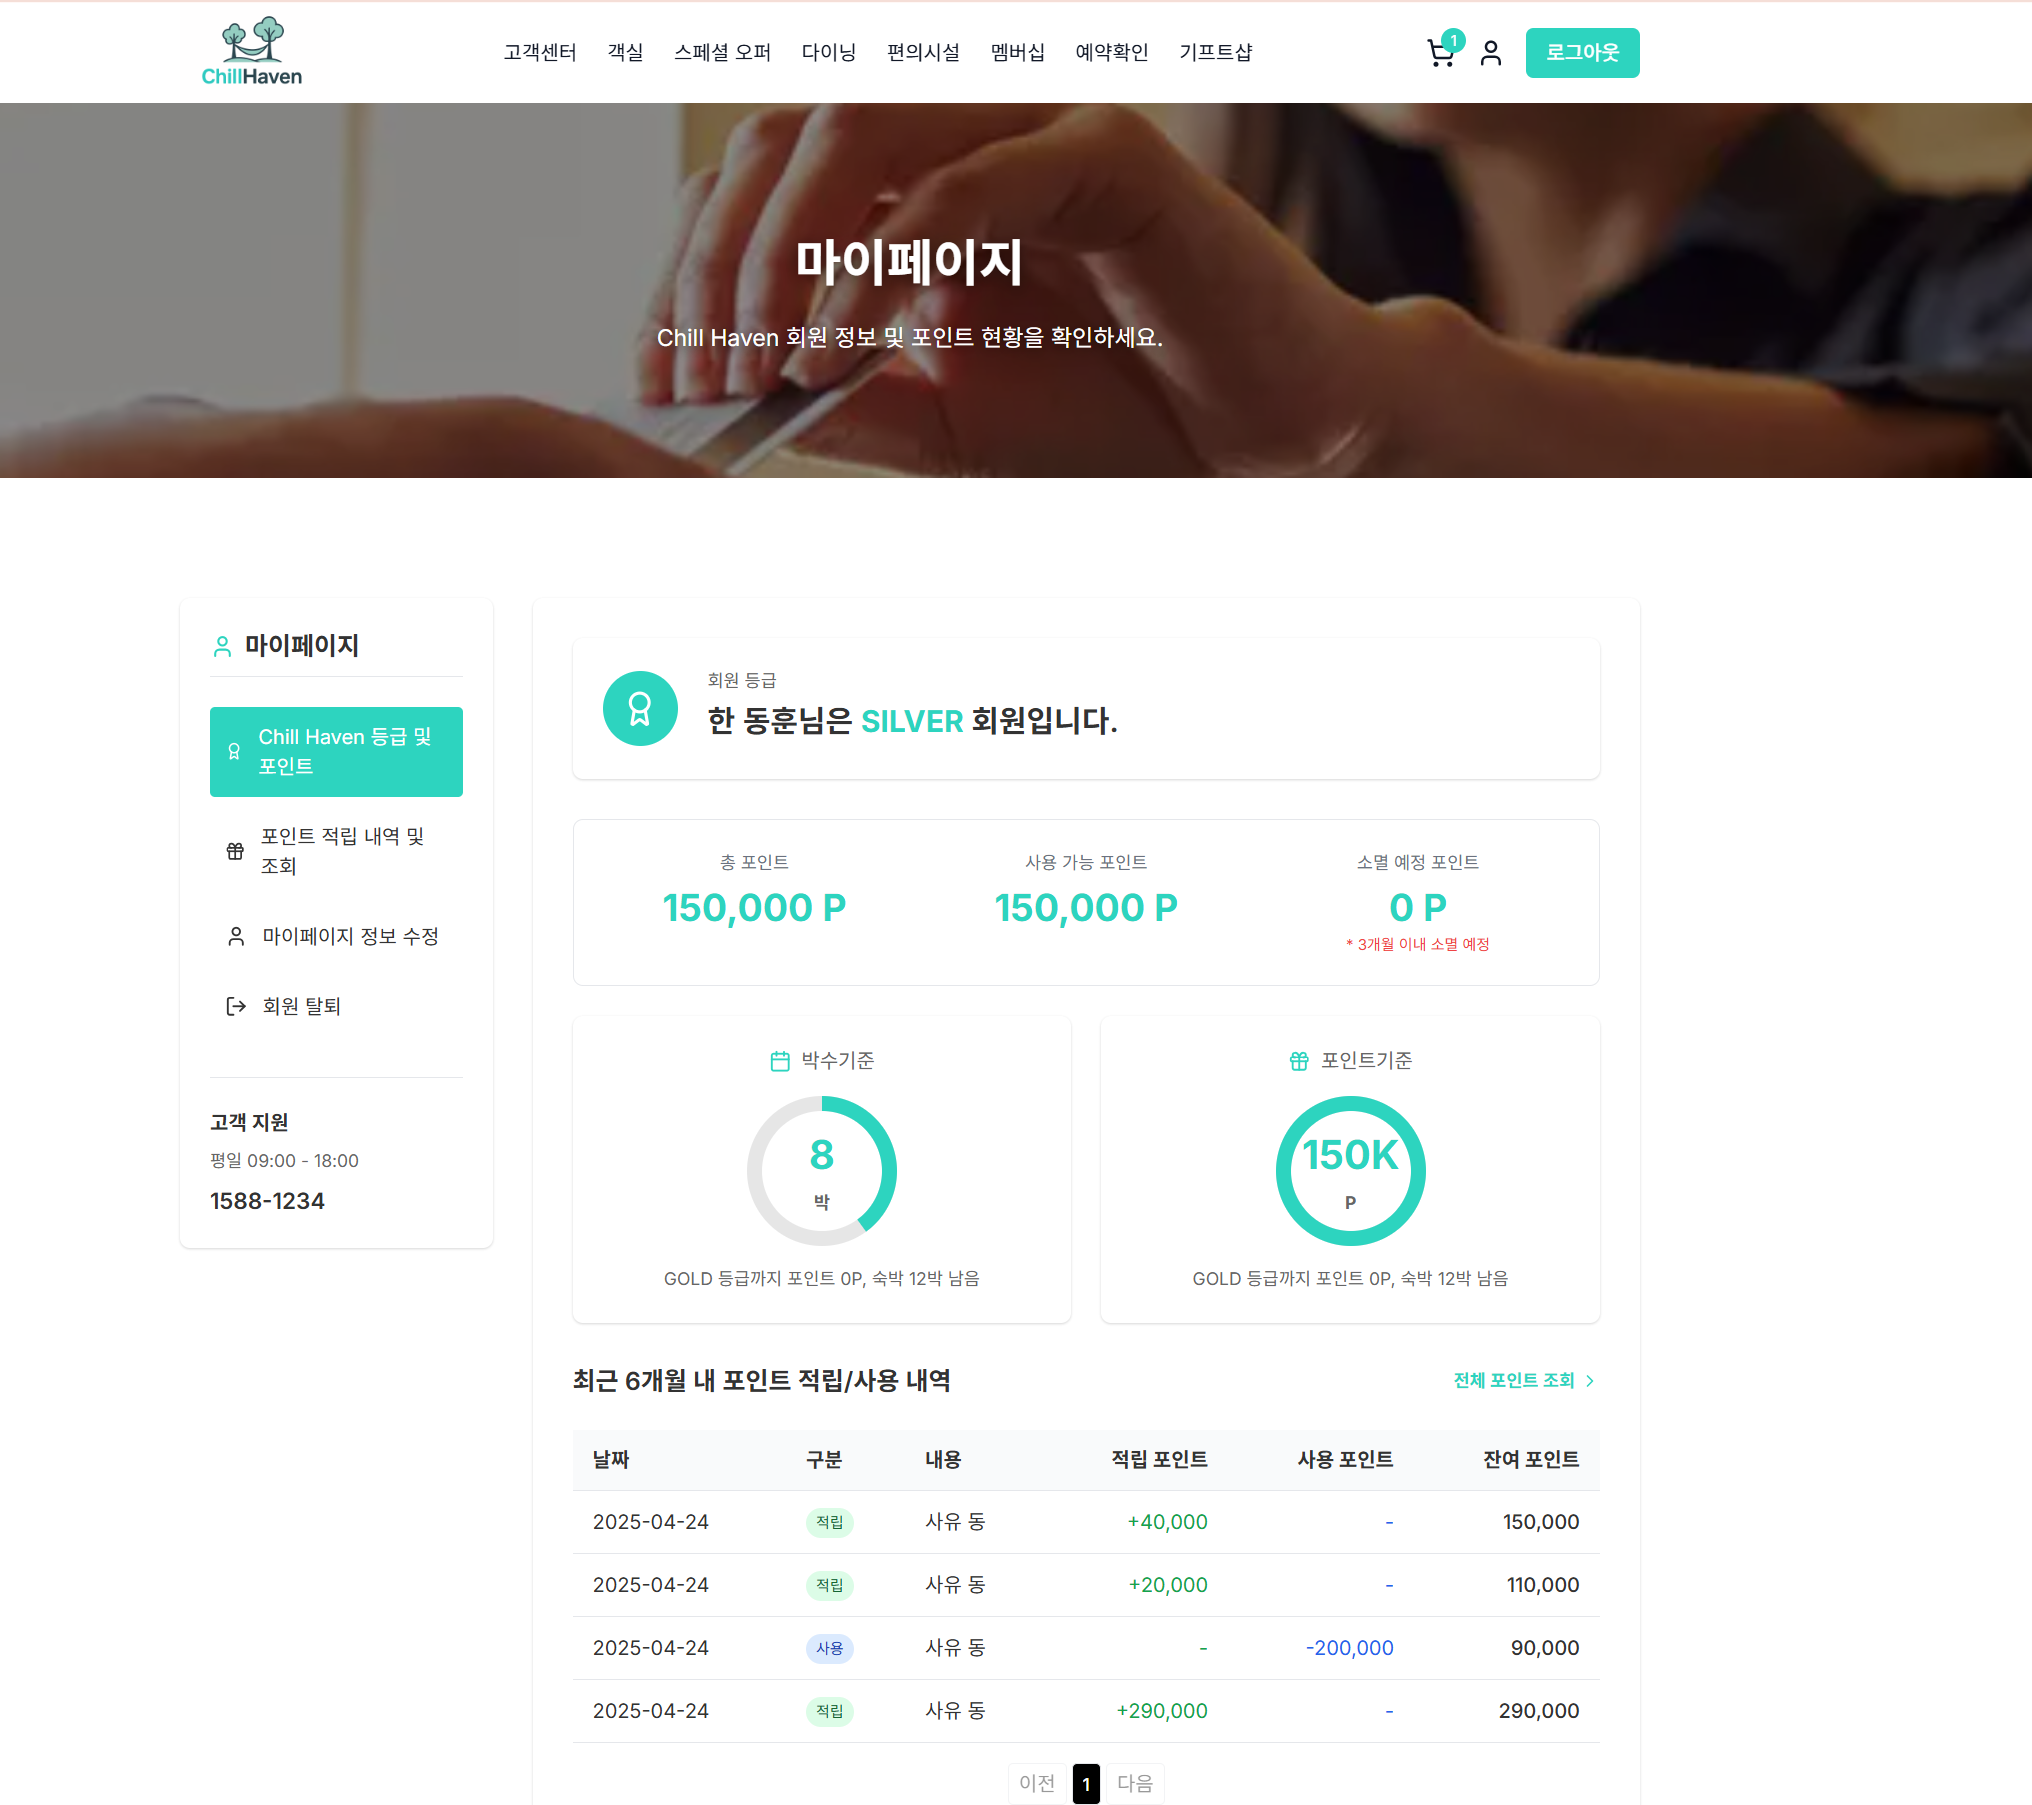 ChillHaven
고객센터 객실 스페셜 오퍼 다이닝 편의시설 멤버십 예약확인 기프트샵
1
로그아웃
마이페이지
Chill Haven 회원 정보 및 포인트 현황을 확인하세요.
마이페이지
Chill Haven 등급 및
포인트
포인트 적립 내역 및
조회
마이페이지 정보 수정
회원 탈퇴
고객 지원
평일 09:00 - 18:00
1588-1234
회원 등급
한 동훈님은 SILVER 회원입니다.
총 포인트 사용 가능 포인트 소멸 예정 포인트
150,000 P 150,000 P 0 P
* 3개월 이내 소멸 예정
박수기준
8
박
GOLD 등급까지 포인트 0P, 숙박 12박 남음
포인트기준
150K
P
GOLD 등급까지 포인트 0P, 숙박 12박 남음
최근 6개월 내 포인트 적립/사용 내역
전체 포인트 조회
날짜 구분 내용 적립 포인트 사용 포인트 잔여 포인트
2025-04-24 적립 사유 동 +40,000 - 150,000
2025-04-24 적립 사유 동 +20,000 - 110,000
2025-04-24 사용 사유 동 - -200,000 90,000
2025-04-24 적립 사유 동 +290,000 - 290,000
이전 1 다음